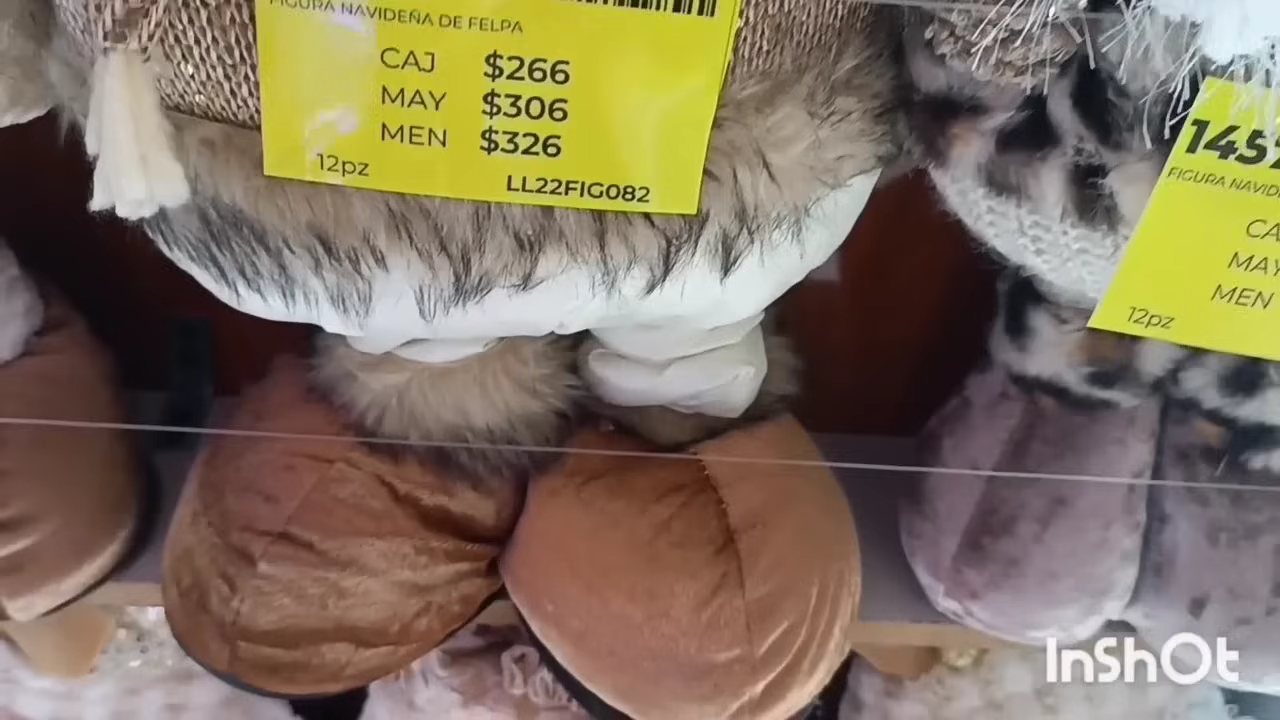 FIGURA NAVIDEÑA DE FELPA
CAJ $266
MAY $306
MEN $326
12pz
LL22FIG082
145
FIGURA NAVID
CA
MAY
MEN
12pz
InShOt